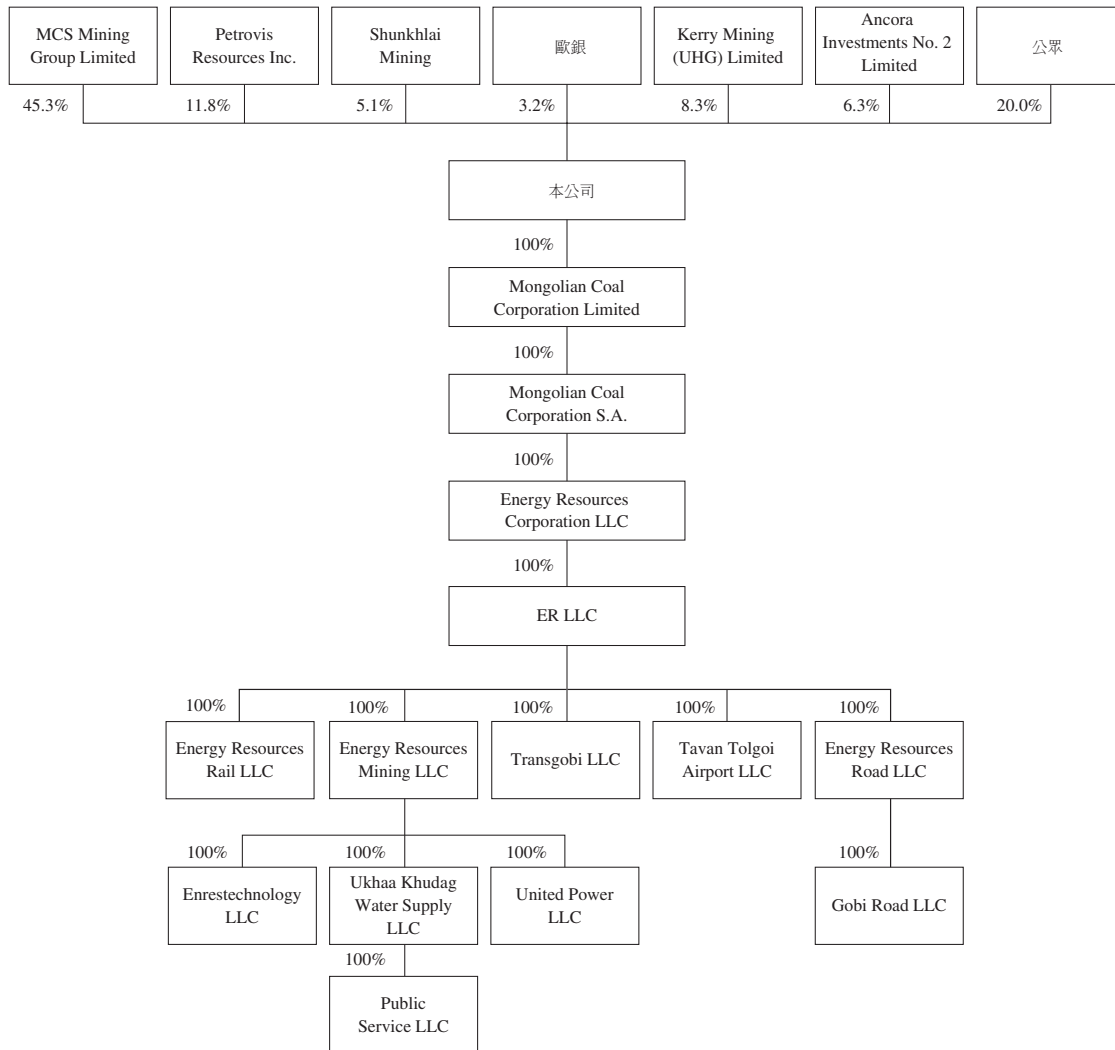 MCS Mining
Group Limited
Petrovis
Resources Inc.
Shunkhlai
Mining
歐銀
Kerry Mining
(UHG) Limited
Ancora
Investments No. 2
Limited
公眾
45.3%
11.8%
5.1%
3.2%
8.3%
6.3%
20.0%
本公司
100%
Mongolian Coal
Corporation Limited
100%
Mongolian Coal
Corporation S.A.
100%
Energy Resources
Corporation LLC
100%
ER LLC
100%
100%
100%
100%
100%
Energy Resources
Rail LLC
Energy Resources
Mining LLC
Transgobi LLC
Tavan Tolgoi
Airport LLC
Energy Resources
Road LLC
100%
100%
100%
100%
Enrestechnology
LLC
Ukhaa Khudag
Water Supply
LLC
United Power
LLC
Gobi Road LLC
100%
Public
Service LLC